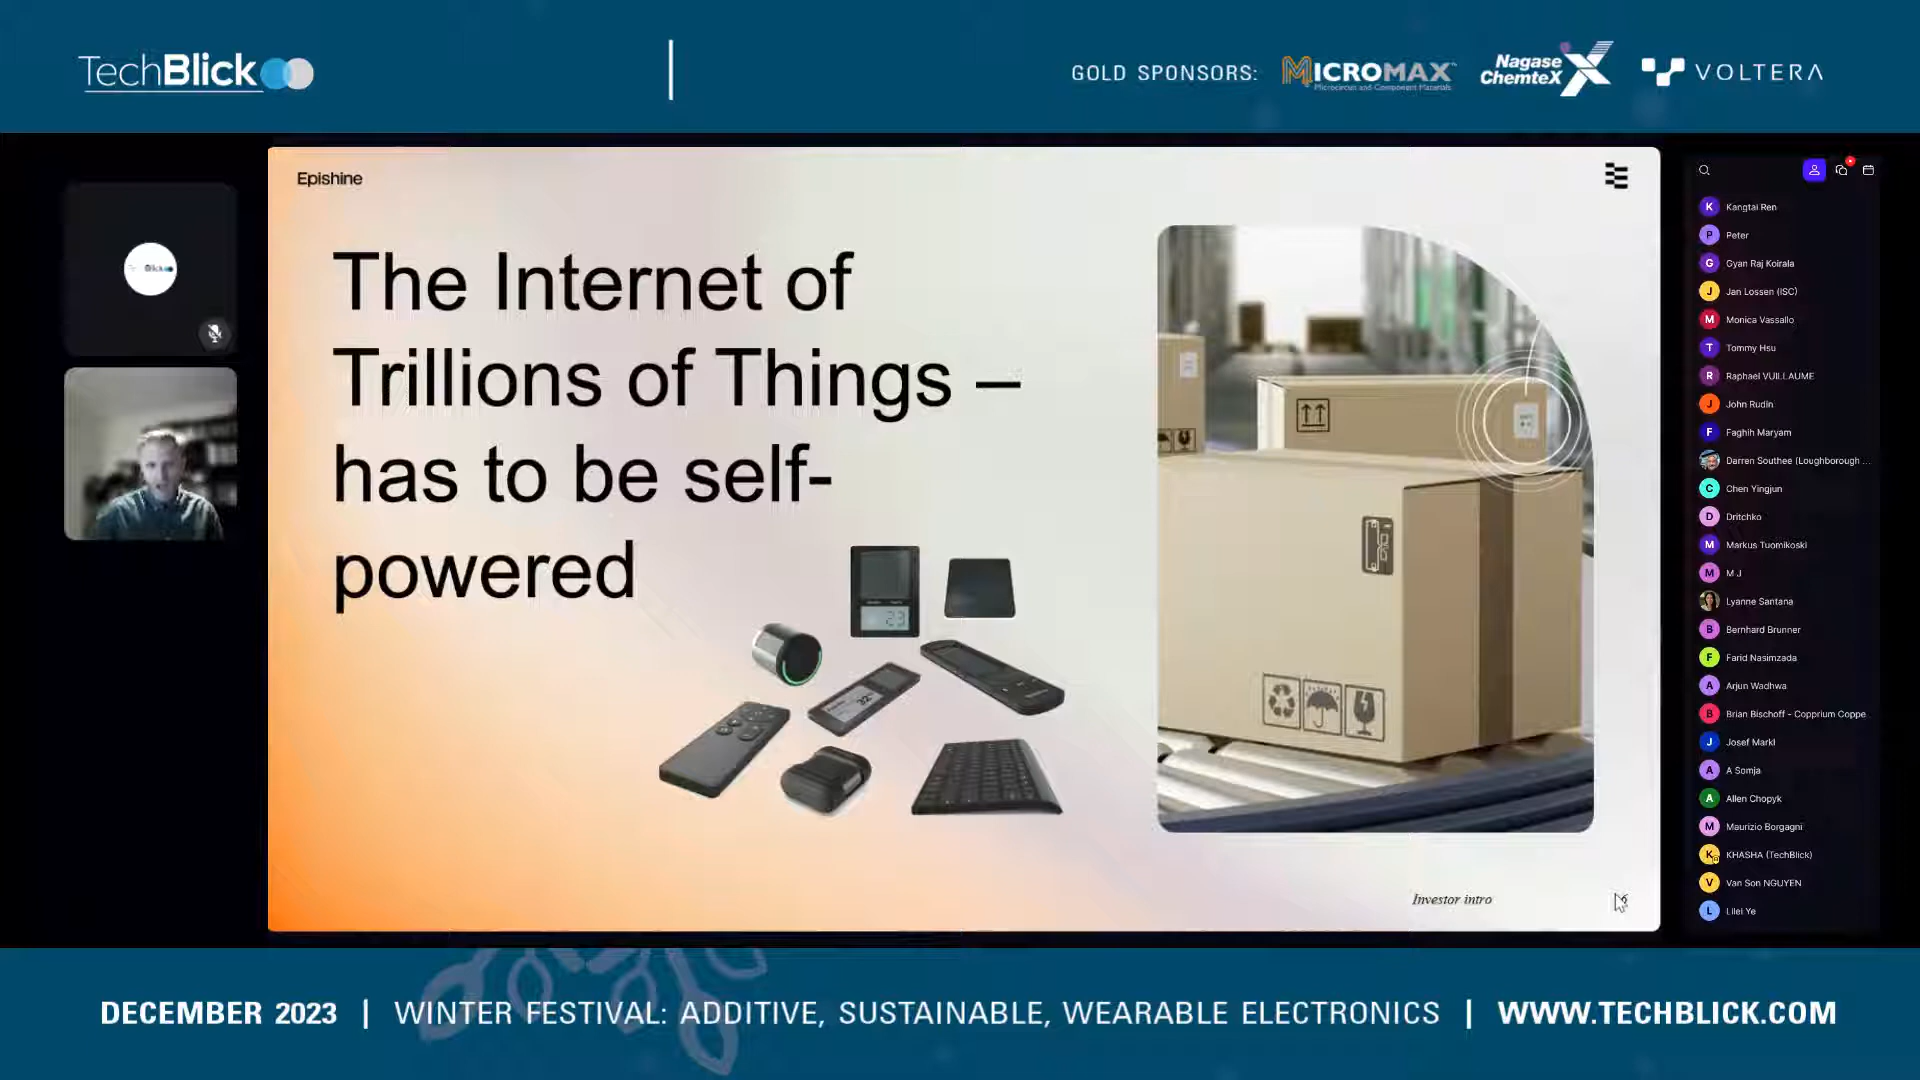 TechBlick
GOLD SPONSORS:
MICROMAX™
Microcircuit and Component Materials
Nagase
ChemteX
VOLTERA
Epishine
The Internet of
Trillions of Things –
has to be self-
powered
23
32°
Investor intro
Blick
Kangtai Ren
Peter
Gyan Raj Koirala
Jan Lossen (ISC)
Monica Vassallo
Tommy Hsu
Raphael VUILLAUME
John Rudin
Faghih Maryam
Darren Southee (Loughborough ...
Chen Yingjun
Dritchko
Markus Tuomikoski
M J
Lyanne Santana
Bernhard Brunner
Farid Nasimzada
Arjun Wadhwa
Brian Bischoff - Copprium Coppe
Josef Markl
A Somja
Allen Chopyk
Maurizio Borgagni
KHASHA (TechBlick)
Van Son NGUYEN
Lilei Ye
DECEMBER 2023 | WINTER FESTIVAL: ADDITIVE, SUSTAINABLE, WEARABLE ELECTRONICS | WWW.TECHBLICK.COM